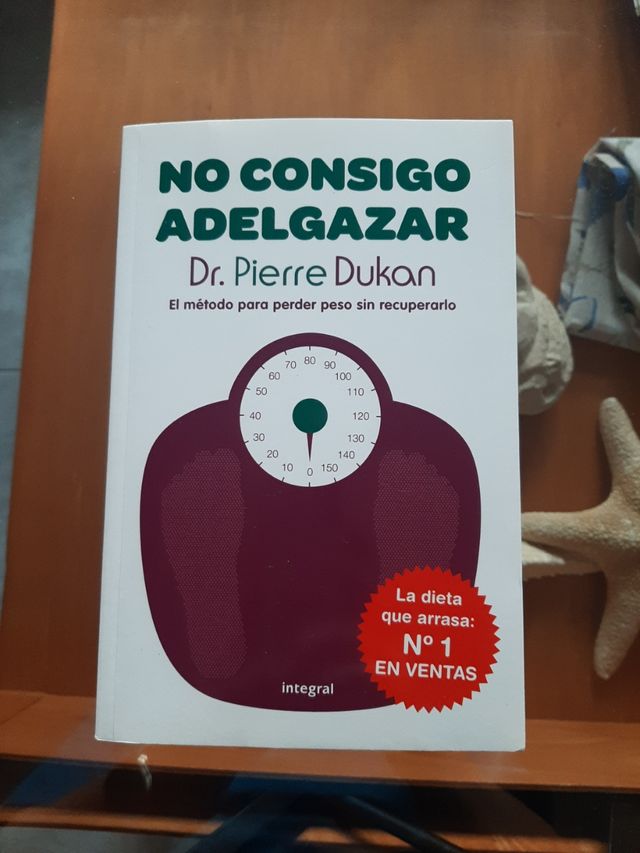 NO CONSIGO
ADELGAZAR
Dr. Pierre Dukan
El método para perder peso sin recuperarlo
80
70 90
60 100
50 110
40 120
30 130
20 140
10 0 150
La dieta
que arrasa:
Nº 1
EN VENTAS
integral